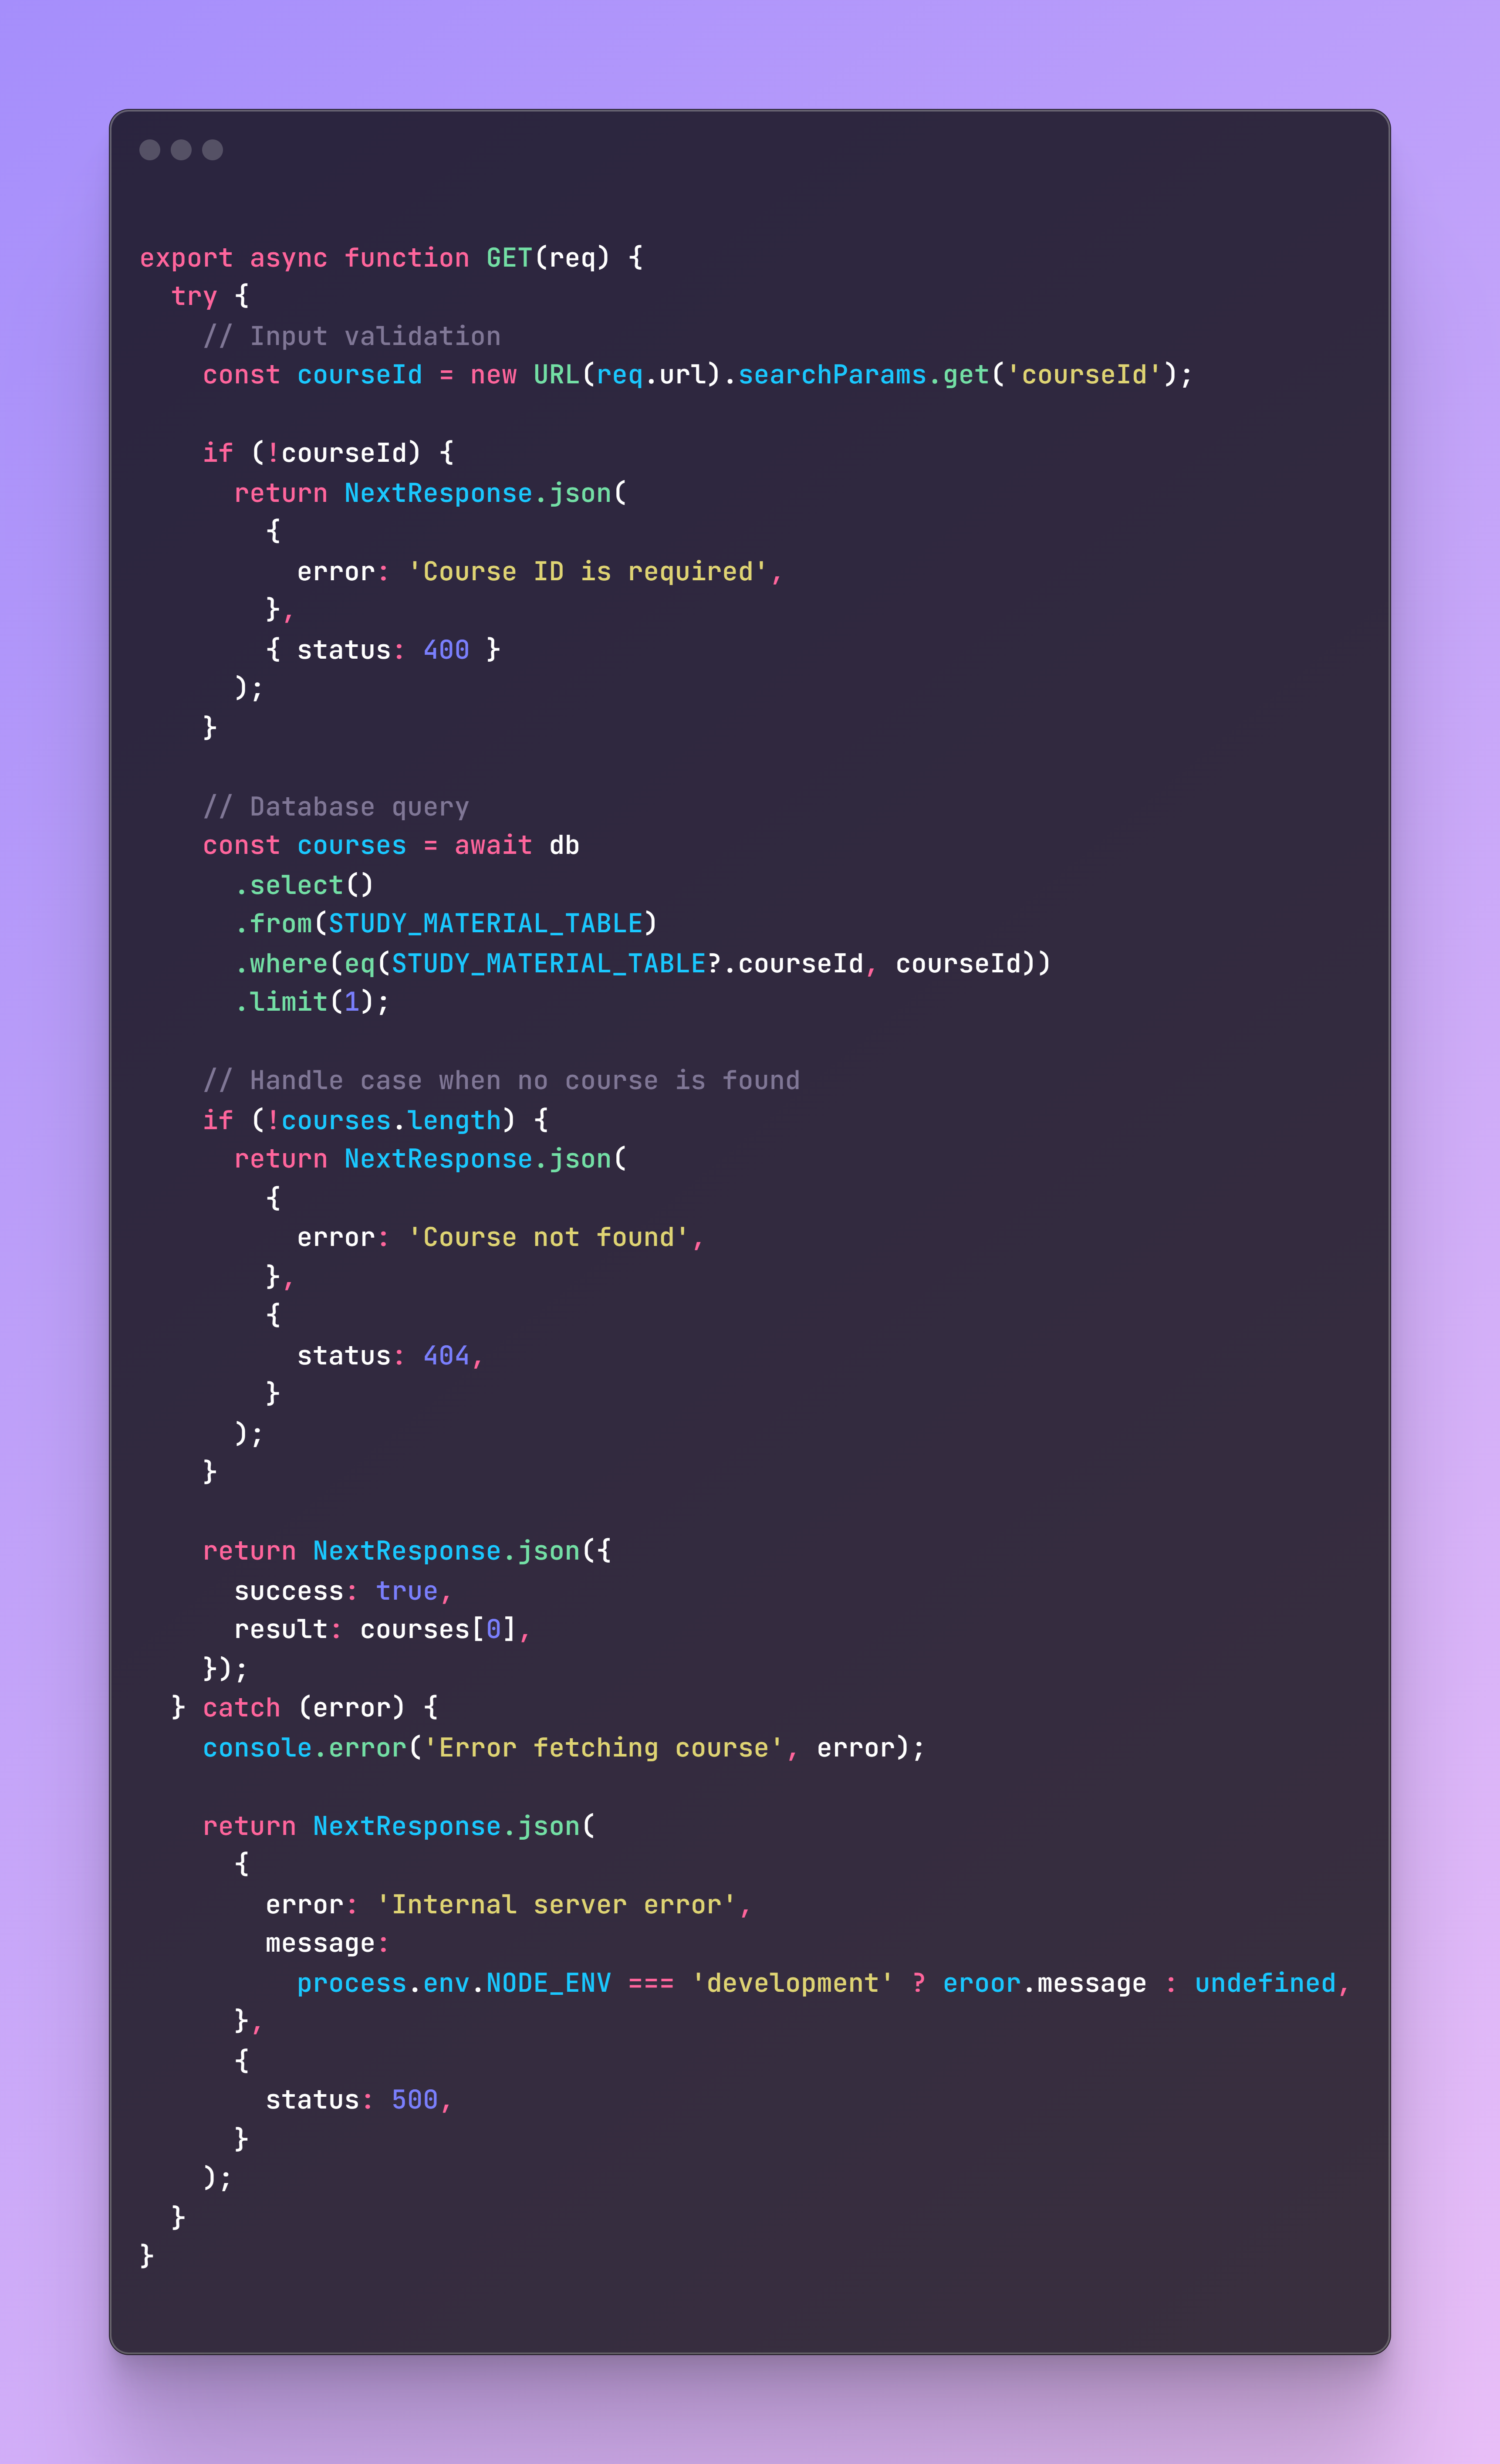 export async function GET(req) {
  try {
    // Input validation
    const courseId = new URL(req.url).searchParams.get('courseId');

    if (!courseId) {
      return NextResponse.json(
        {
          error: 'Course ID is required',
        },
        { status: 400 }
      );
    }

    // Database query
    const courses = await db
      .select()
      .from(STUDY_MATERIAL_TABLE)
      .where(eq(STUDY_MATERIAL_TABLE?.courseId, courseId))
      .limit(1);

    // Handle case when no course is found
    if (!courses.length) {
      return NextResponse.json(
        {
          error: 'Course not found',
        },
        {
          status: 404,
        }
      );
    }

    return NextResponse.json({
      success: true,
      result: courses[0],
    });
  } catch (error) {
    console.error('Error fetching course', error);

    return NextResponse.json(
      {
        error: 'Internal server error',
        message:
          process.env.NODE_ENV === 'development' ? eroor.message : undefined,
      },
      {
        status: 500,
      }
    );
  }
}